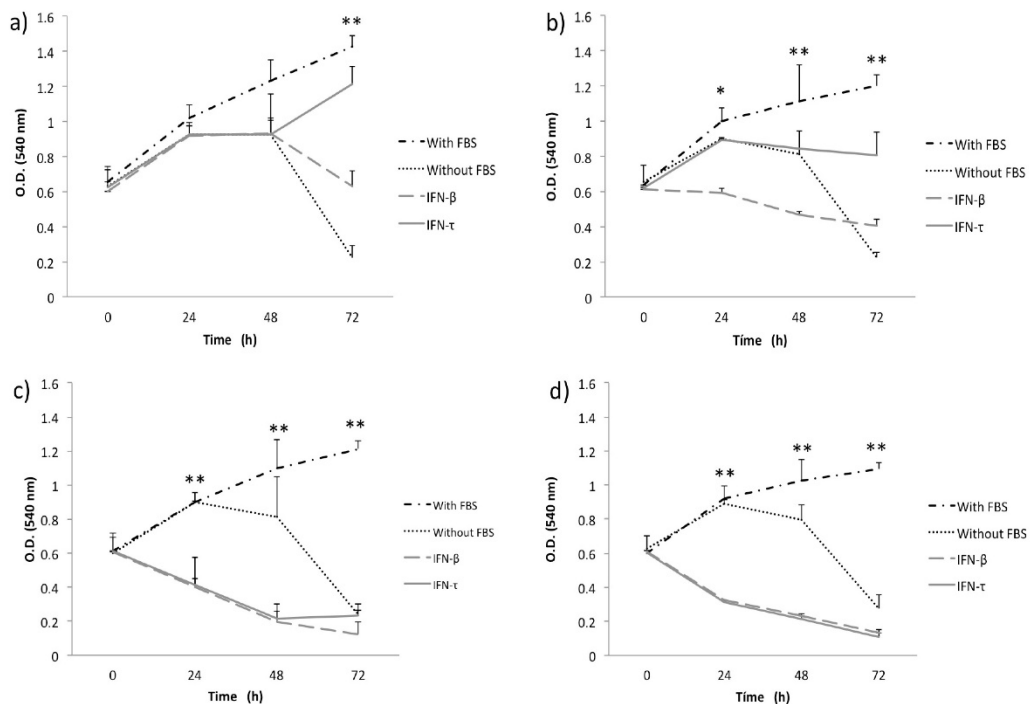 a)
1.6
1.4
1.2
1
0.8
0.6
0.4
0.2
0
O.D. (540 nm)
**
0 24 48 72
Time (h)
With FBS
Without FBS
IFN-β
IFN-τ
b)
1.6
1.4
1.2
1
0.8
0.6
0.4
0.2
0
O.D. (540 nm)
* ** **
0 24 48 72
Tíme (h)
With FBS
Without FBS
IFN-β
IFN-τ
c)
1.6
1.4
1.2
1
0.8
0.6
0.4
0.2
0
O.D. (540 nm)
** ** **
0 24 48 72
Time (h)
With FBS
Without FBS
IFN-β
IFN-τ
d)
1.6
1.4
1.2
1
0.8
0.6
0.4
0.2
0
O.D. (540 nm)
** ** **
0 24 48 72
Tíme (h)
With FBS
Without FBS
IFN-β
IFN-τ